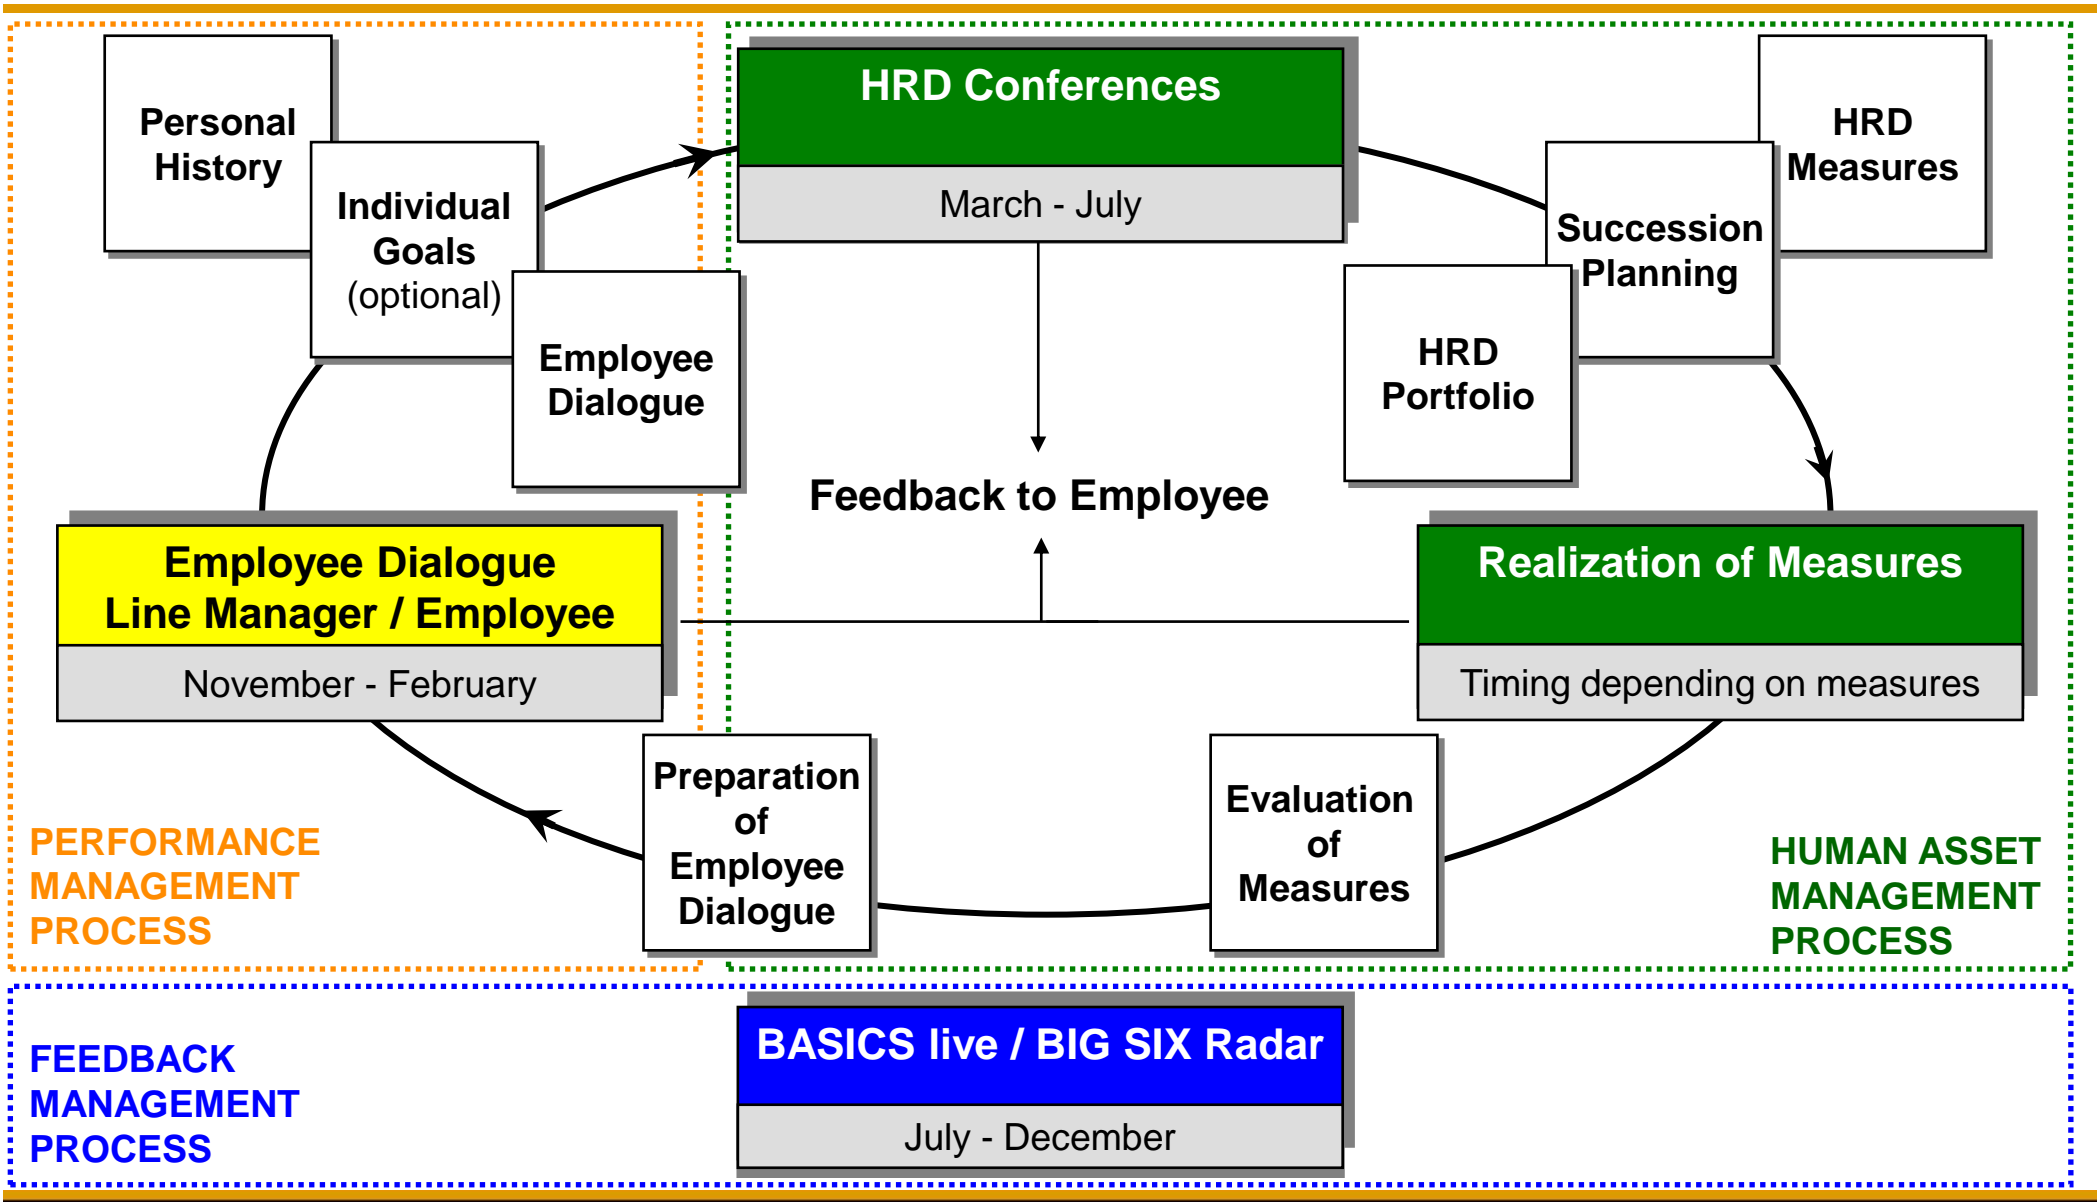 Personal
History
Individual
Goals
(optional)
Employee
Dialogue
HRD Conferences
March - July
HRD
Measures
Succession
Planning
HRD
Portfolio
Feedback to Employee
Employee Dialogue
Line Manager / Employee
November - February
Realization of Measures
Timing depending on measures
Preparation
of
Employee
Dialogue
Evaluation
of
Measures
PERFORMANCE
MANAGEMENT
PROCESS
HUMAN ASSET
MANAGEMENT
PROCESS
FEEDBACK
MANAGEMENT
PROCESS
BASICS live / BIG SIX Radar
July - December